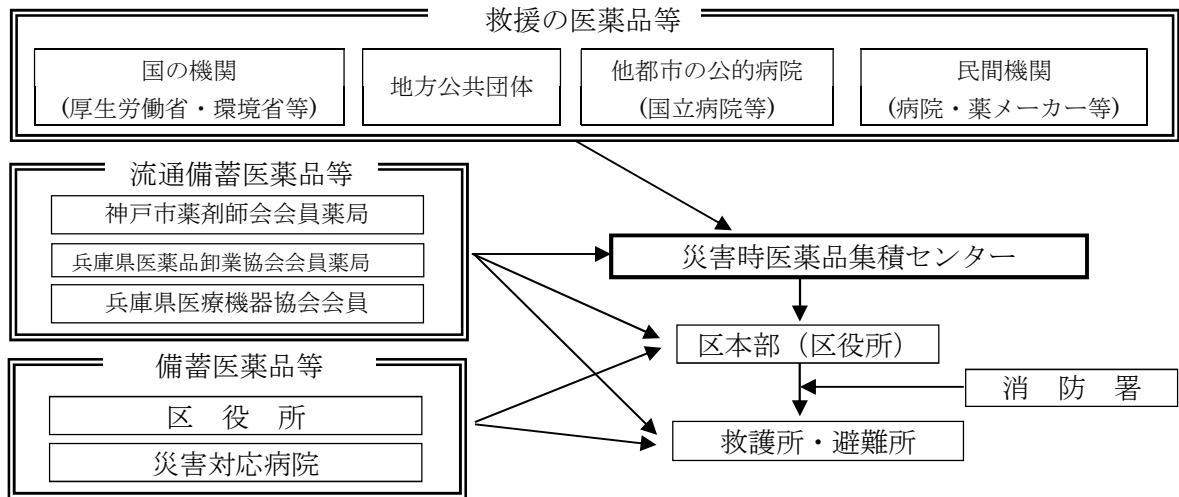 救援の医薬品等
国の機関
(厚生労働省・環境省等)
地方公共団体
他都市の公的病院
(国立病院等)
民間機関
(病院・薬メーカー等)
流通備蓄医薬品等
神戸市薬剤師会会員薬局
兵庫県医薬品卸業協会会員薬局
兵庫県医療機器協会会員
災害時医薬品集積センター
区本部（区役所）
消　防　署
救護所・避難所
備蓄医薬品等
区　役　所
災害対応病院